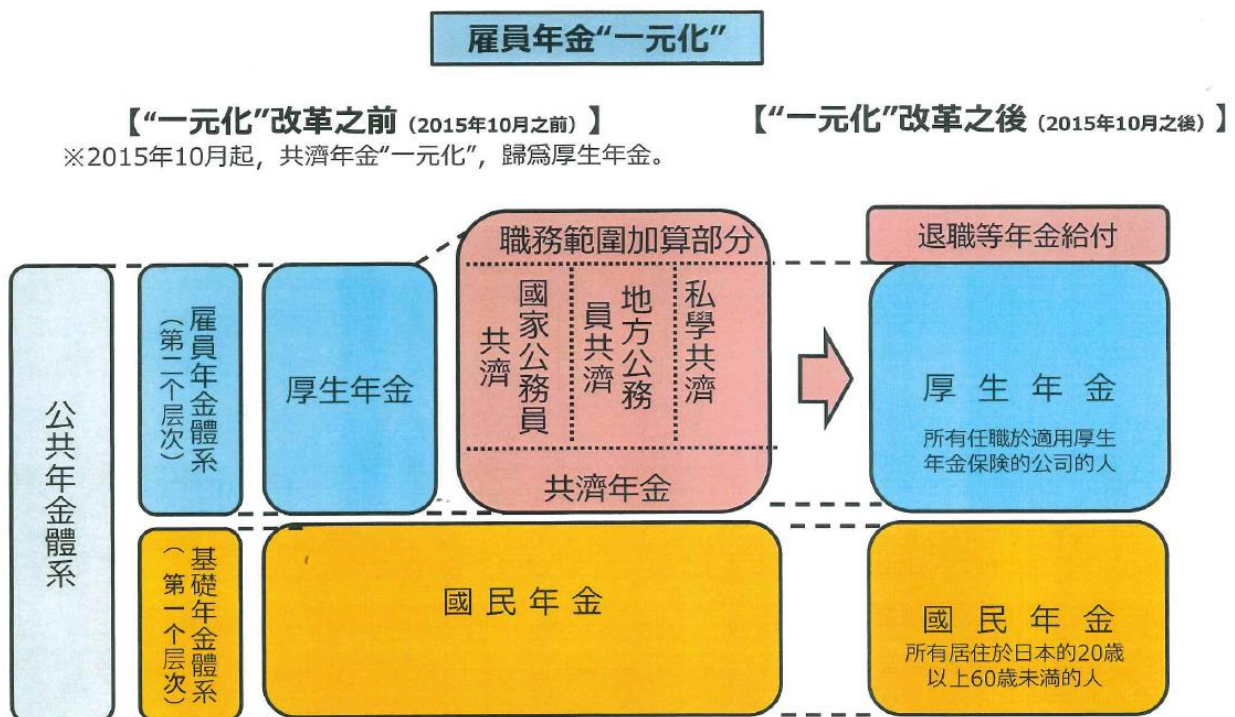 雇員年金“一元化”
【“一元化”改革之前（2015年10月之前）】
【“一元化”改革之後（2015年10月之後）】
※2015年10月起，共濟年金“一元化”，歸爲厚生年金。
公共年金體系
雇員年金體系
（第二个层次）
厚生年金
職務範圍加算部分
國家公務員
共濟
地方公務
員共濟
私學共濟
共濟年金
退職等年金給付
厚生年金
所有任職於適用厚生
年金保険的公司的人
基礎年金體系
（第一个层次）
國民年金
國民年金
所有居住於日本的20歳
以上60歳未満的人